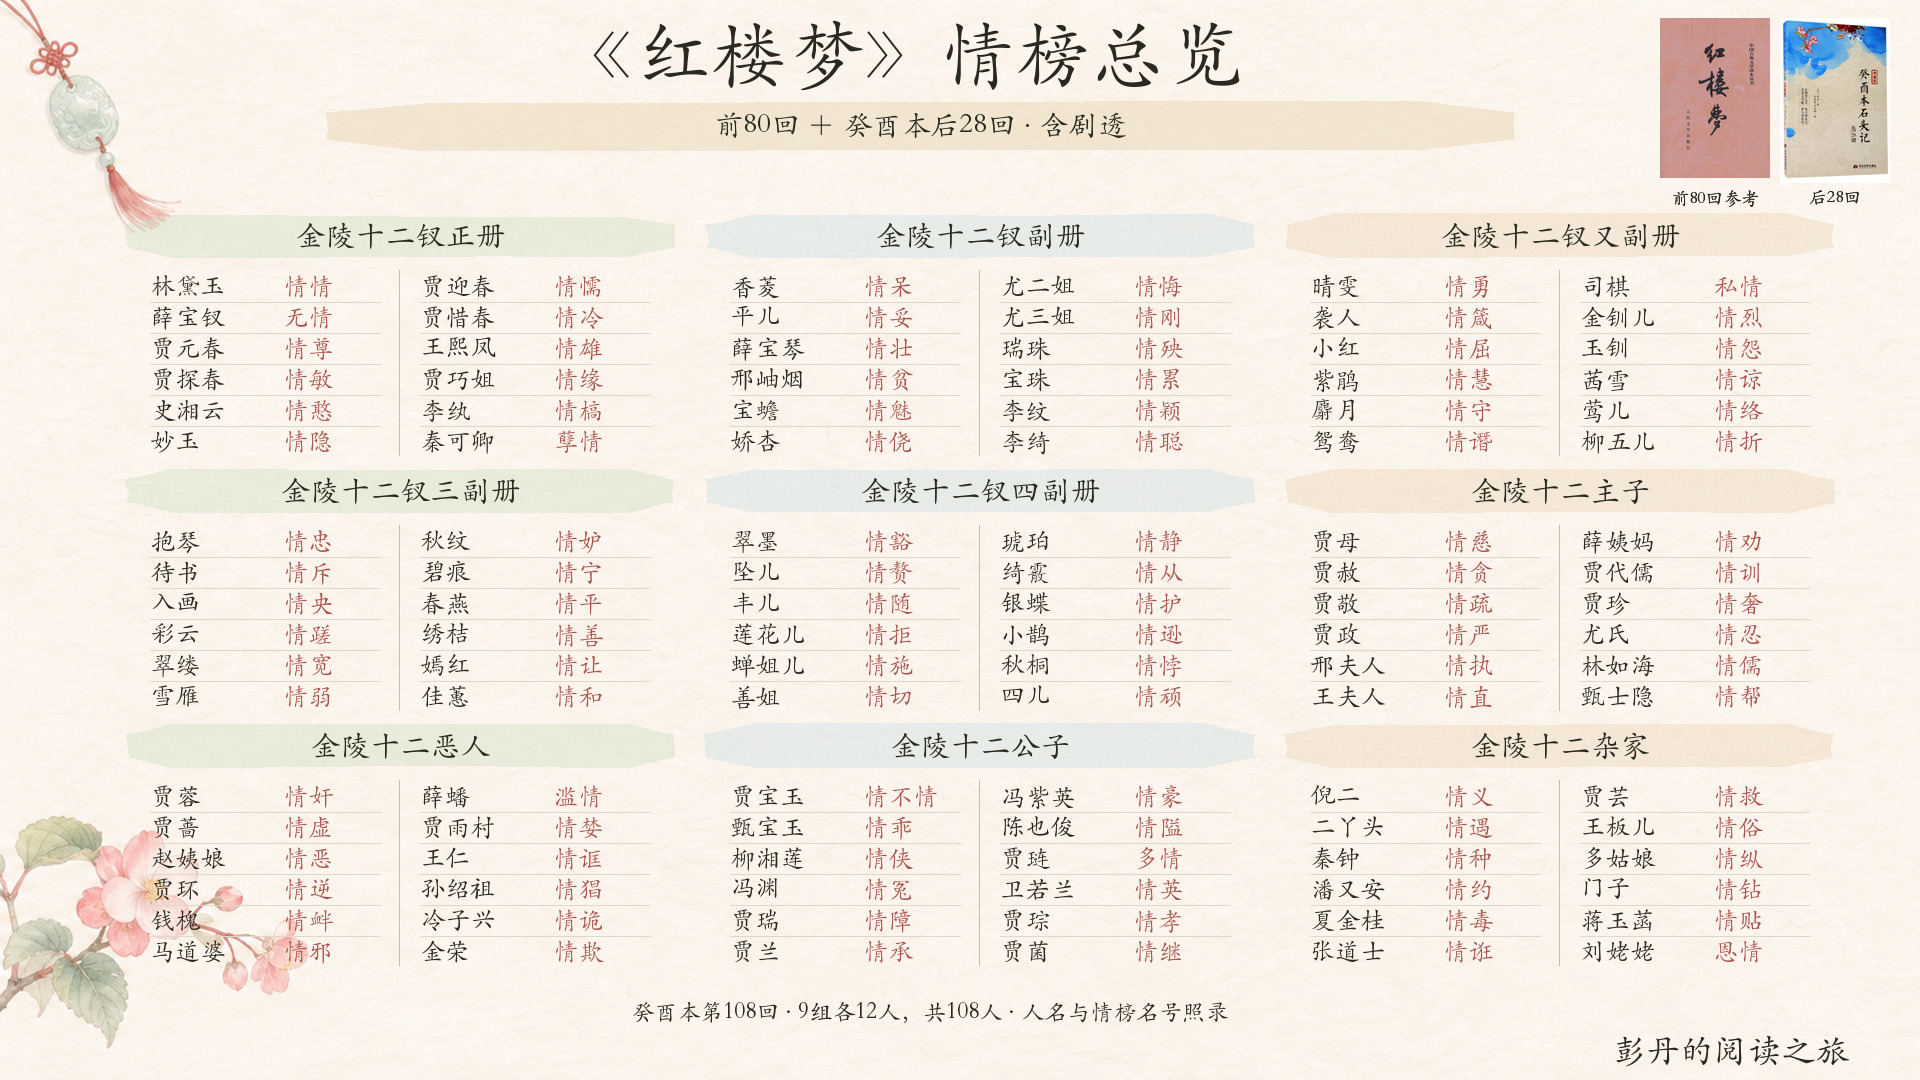 《红楼梦》情榜总览
前80回 + 癸酉本后28回·含剧透
红楼梦
癸酉本石头记
前80回参考
后28回
金陵十二钗正册
林黛玉 情情 贾迎春 情懦
薛宝钗 无情 贾惜春 情冷
贾元春 情尊 王熙凤 情雄
贾探春 情敏 贾巧姐 情缘
史湘云 情憨 李纨 情槁
妙玉 情隐 秦可卿 孽情
金陵十二钗副册
香菱 情呆 尤二姐 情悔
平儿 情妥 尤三姐 情刚
薛宝琴 情壮 瑞珠 情殃
邢岫烟 情贫 宝珠 情累
宝蟾 情魅 李纹 情颖
娇杏 情侥 李绮 情聪
金陵十二钗又副册
晴雯 情勇 司棋 私情
袭人 情箴 金钏儿 情烈
小红 情屈 玉钏 情怨
紫鹃 情慧 茜雪 情谅
麝月 情守 莺儿 情络
鸳鸯 情谮 柳五儿 情折
金陵十二钗三副册
抱琴 情忠 秋纹 情妒
待书 情斥 碧痕 情宁
入画 情央 春燕 情平
彩云 情蹉 绣桔 情善
翠缕 情宽 嫣红 情让
雪雁 情弱 佳蕙 情和
金陵十二钗四副册
翠墨 情豁 琥珀 情静
坠儿 情赘 绮霰 情从
丰儿 情随 银蝶 情护
莲花儿 情拒 小鹊 情逊
蝉姐儿 情施 秋桐 情悖
善姐 情切 四儿 情顽
金陵十二主子
贾母 情慈 薛姨妈 情劝
贾赦 情贪 贾代儒 情训
贾敬 情疏 贾珍 情奢
贾政 情严 尤氏 情忍
邢夫人 情执 林如海 情儒
王夫人 情直 甄士隐 情帮
金陵十二恶人
贾蓉 情奸 薛蟠 滥情
贾蔷 情虚 贾雨村 情婪
赵姨娘 情恶 王仁 情诓
贾环 情逆 孙绍祖 情猖
钱槐 情衅 冷子兴 情诡
马道婆 情邪 金荣 情欺
金陵十二公子
贾宝玉 情不情 冯紫英 情豪
甄宝玉 情乖 陈也俊 情隘
柳湘莲 情侠 贾琏 多情
冯渊 情冤 卫若兰 情英
贾瑞 情障 贾琮 情孝
贾兰 情承 贾菌 情继
金陵十二杂家
倪二 情义 贾芸 情救
二丫头 情遇 王板儿 情俗
秦钟 情种 多姑娘 情纵
潘又安 情约 门子 情钻
夏金桂 情毒 蒋玉菡 情贴
张道士 情诳 刘姥姥 恩情
癸酉本第108回·9组各12人，共108人·人名与情榜名号照录
彭丹的阅读之旅